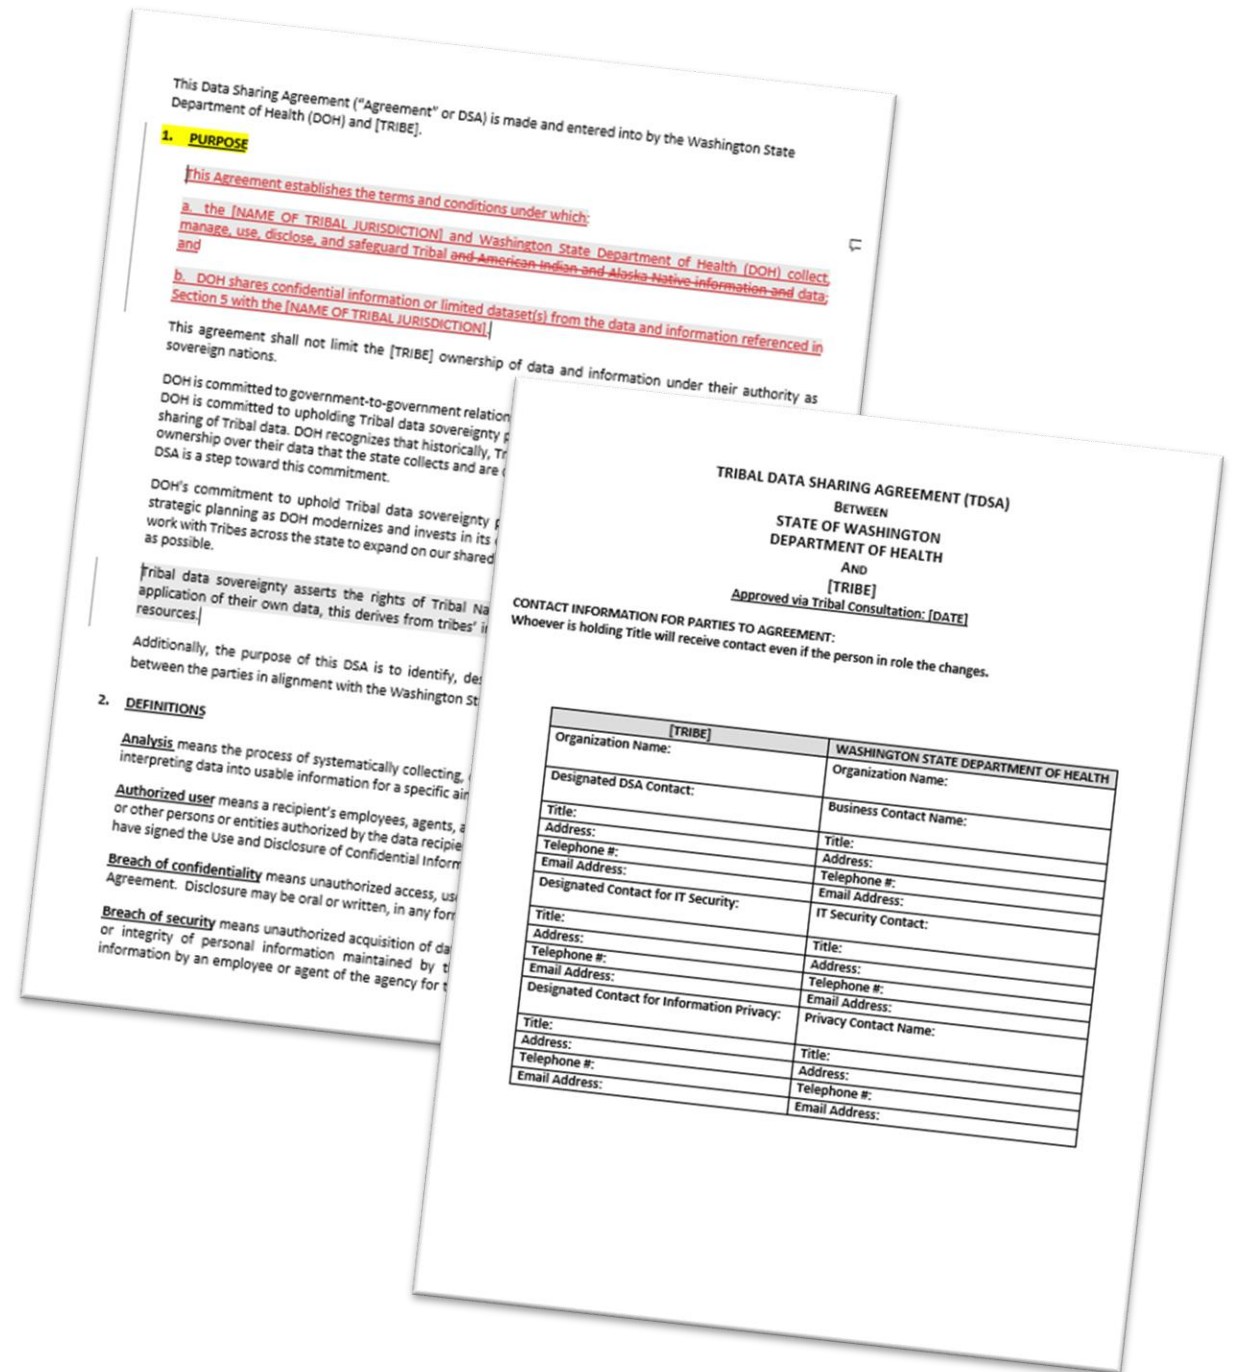 This Data Sharing Agreement ("Agreement" or DSA) is made and entered into by the Washington State
Department of Health (DOH) and [TRIBE].
1. PURPOSE
This Agreement establishes the terms and conditions under which:
a. the [NAME OF TRIBAL JURISDICTION] and Washington State Department of Health (DOH) collect,
manage, use, disclose, and safeguard Tribal and American Indian and Alaska Native information and data;
and
b. DOH shares confidential information or limited dataset(s) from the data and information referenced in
Section 5 with the [NAME OF TRIBAL JURISDICTION].
This agreement shall not limit the [TRIBE] ownership of data and information under their authority as
sovereign nations.
DOH is committed to government-to-government relation
DOH is committed to upholding Tribal data sovereignty
sharing of Tribal data. DOH recognizes that historically,
ownership over their data that the state collects and are
DSA is a step toward this commitment.
DOH's commitment to uphold Tribal data sovereignty
strategic planning as DOH modernizes and invests in its
work with Tribes across the state to expand on our shared
as possible.
Tribal data sovereignty asserts the rights of Tribal Na
application of their own data, this derives from tribes'
resources.
Additionally, the purpose of this DSA is to identify,
between the parties in alignment with the Washington St
2. DEFINITIONS
Analysis means the process of systematically collecting,
interpreting data into usable information for a specific
Authorized user means a recipient's employees, agents,
or other persons or entities authorized by the data recipie
have signed the Use and Disclosure of Confidential Inform
Breach of confidentiality means unauthorized access,
Agreement. Disclosure may be oral or written, in any
Breach of security means unauthorized acquisition of da
or integrity of personal information maintained by
information by an employee or agent of the agency for
TRIBAL DATA SHARING AGREEMENT (TDSA)
BETWEEN
STATE OF WASHINGTON
DEPARTMENT OF HEALTH
AND
[TRIBE]
Approved via Tribal Consultation: [DATE]
CONTACT INFORMATION FOR PARTIES TO AGREEMENT:
Whoever is holding Title will receive contact even if the person in role the changes.
[TRIBE]
Organization Name:
Designated DSA Contact:
Title:
Address:
Telephone #:
Email Address:
Designated Contact for IT Security:
Title:
Address:
Telephone #:
Email Address:
Designated Contact for Information Privacy:
Title:
Address:
Telephone #:
Email Address:
WASHINGTON STATE DEPARTMENT OF HEALTH
Organization Name:
Business Contact Name:
Title:
Address:
Telephone #:
Email Address:
IT Security Contact:
Title:
Address:
Telephone #:
Email Address:
Privacy Contact Name:
Title:
Address:
Telephone #:
Email Address: